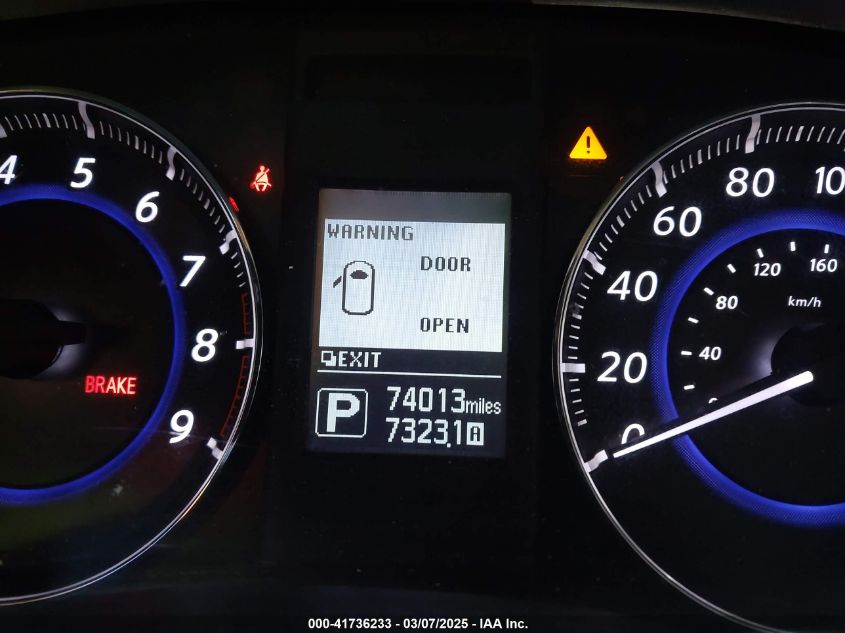 4 5 6 7 8 9
BRAKE
WARNING
DOOR
OPEN
EXIT
P
74013miles
7323.1 A
0 20 40 60 80
40 80 120 160
km/h
000-41736233 - 03/07/2025 - IAA Inc.